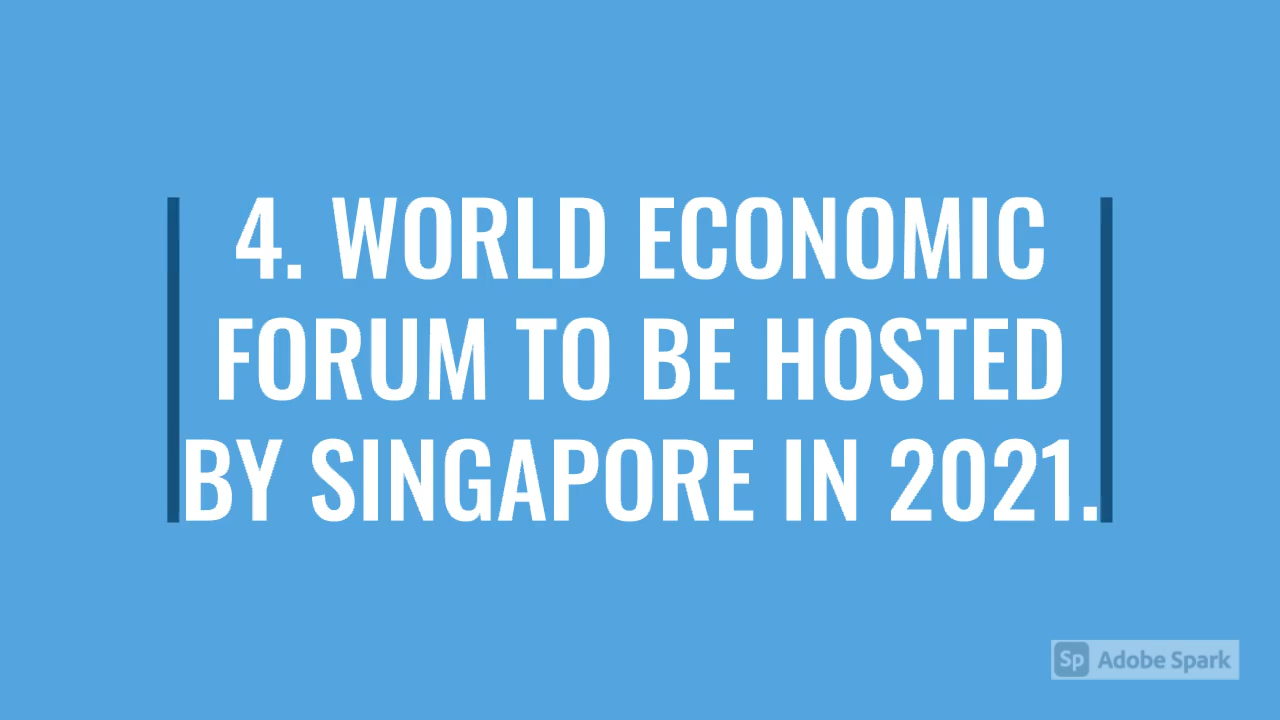 4. WORLD ECONOMIC
FORUM TO BE HOSTED
BY SINGAPORE IN 2021.
Sp Adobe Spark